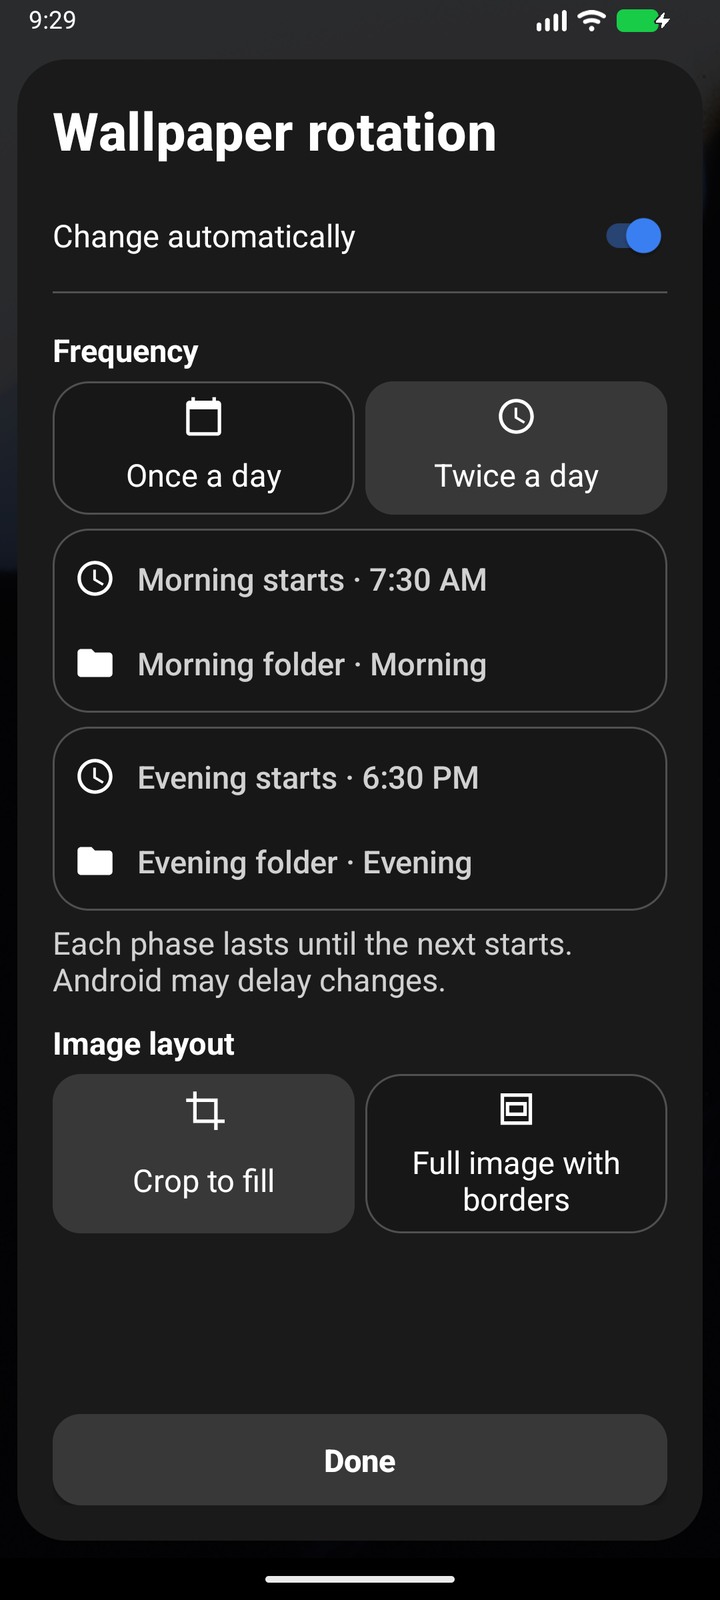 9:29
Wallpaper rotation
Change automatically
Frequency
Once a day
Twice a day
Morning starts · 7:30 AM
Morning folder · Morning
Evening starts · 6:30 PM
Evening folder · Evening
Each phase lasts until the next starts.
Android may delay changes.
Image layout
Crop to fill
Full image with
borders
Done